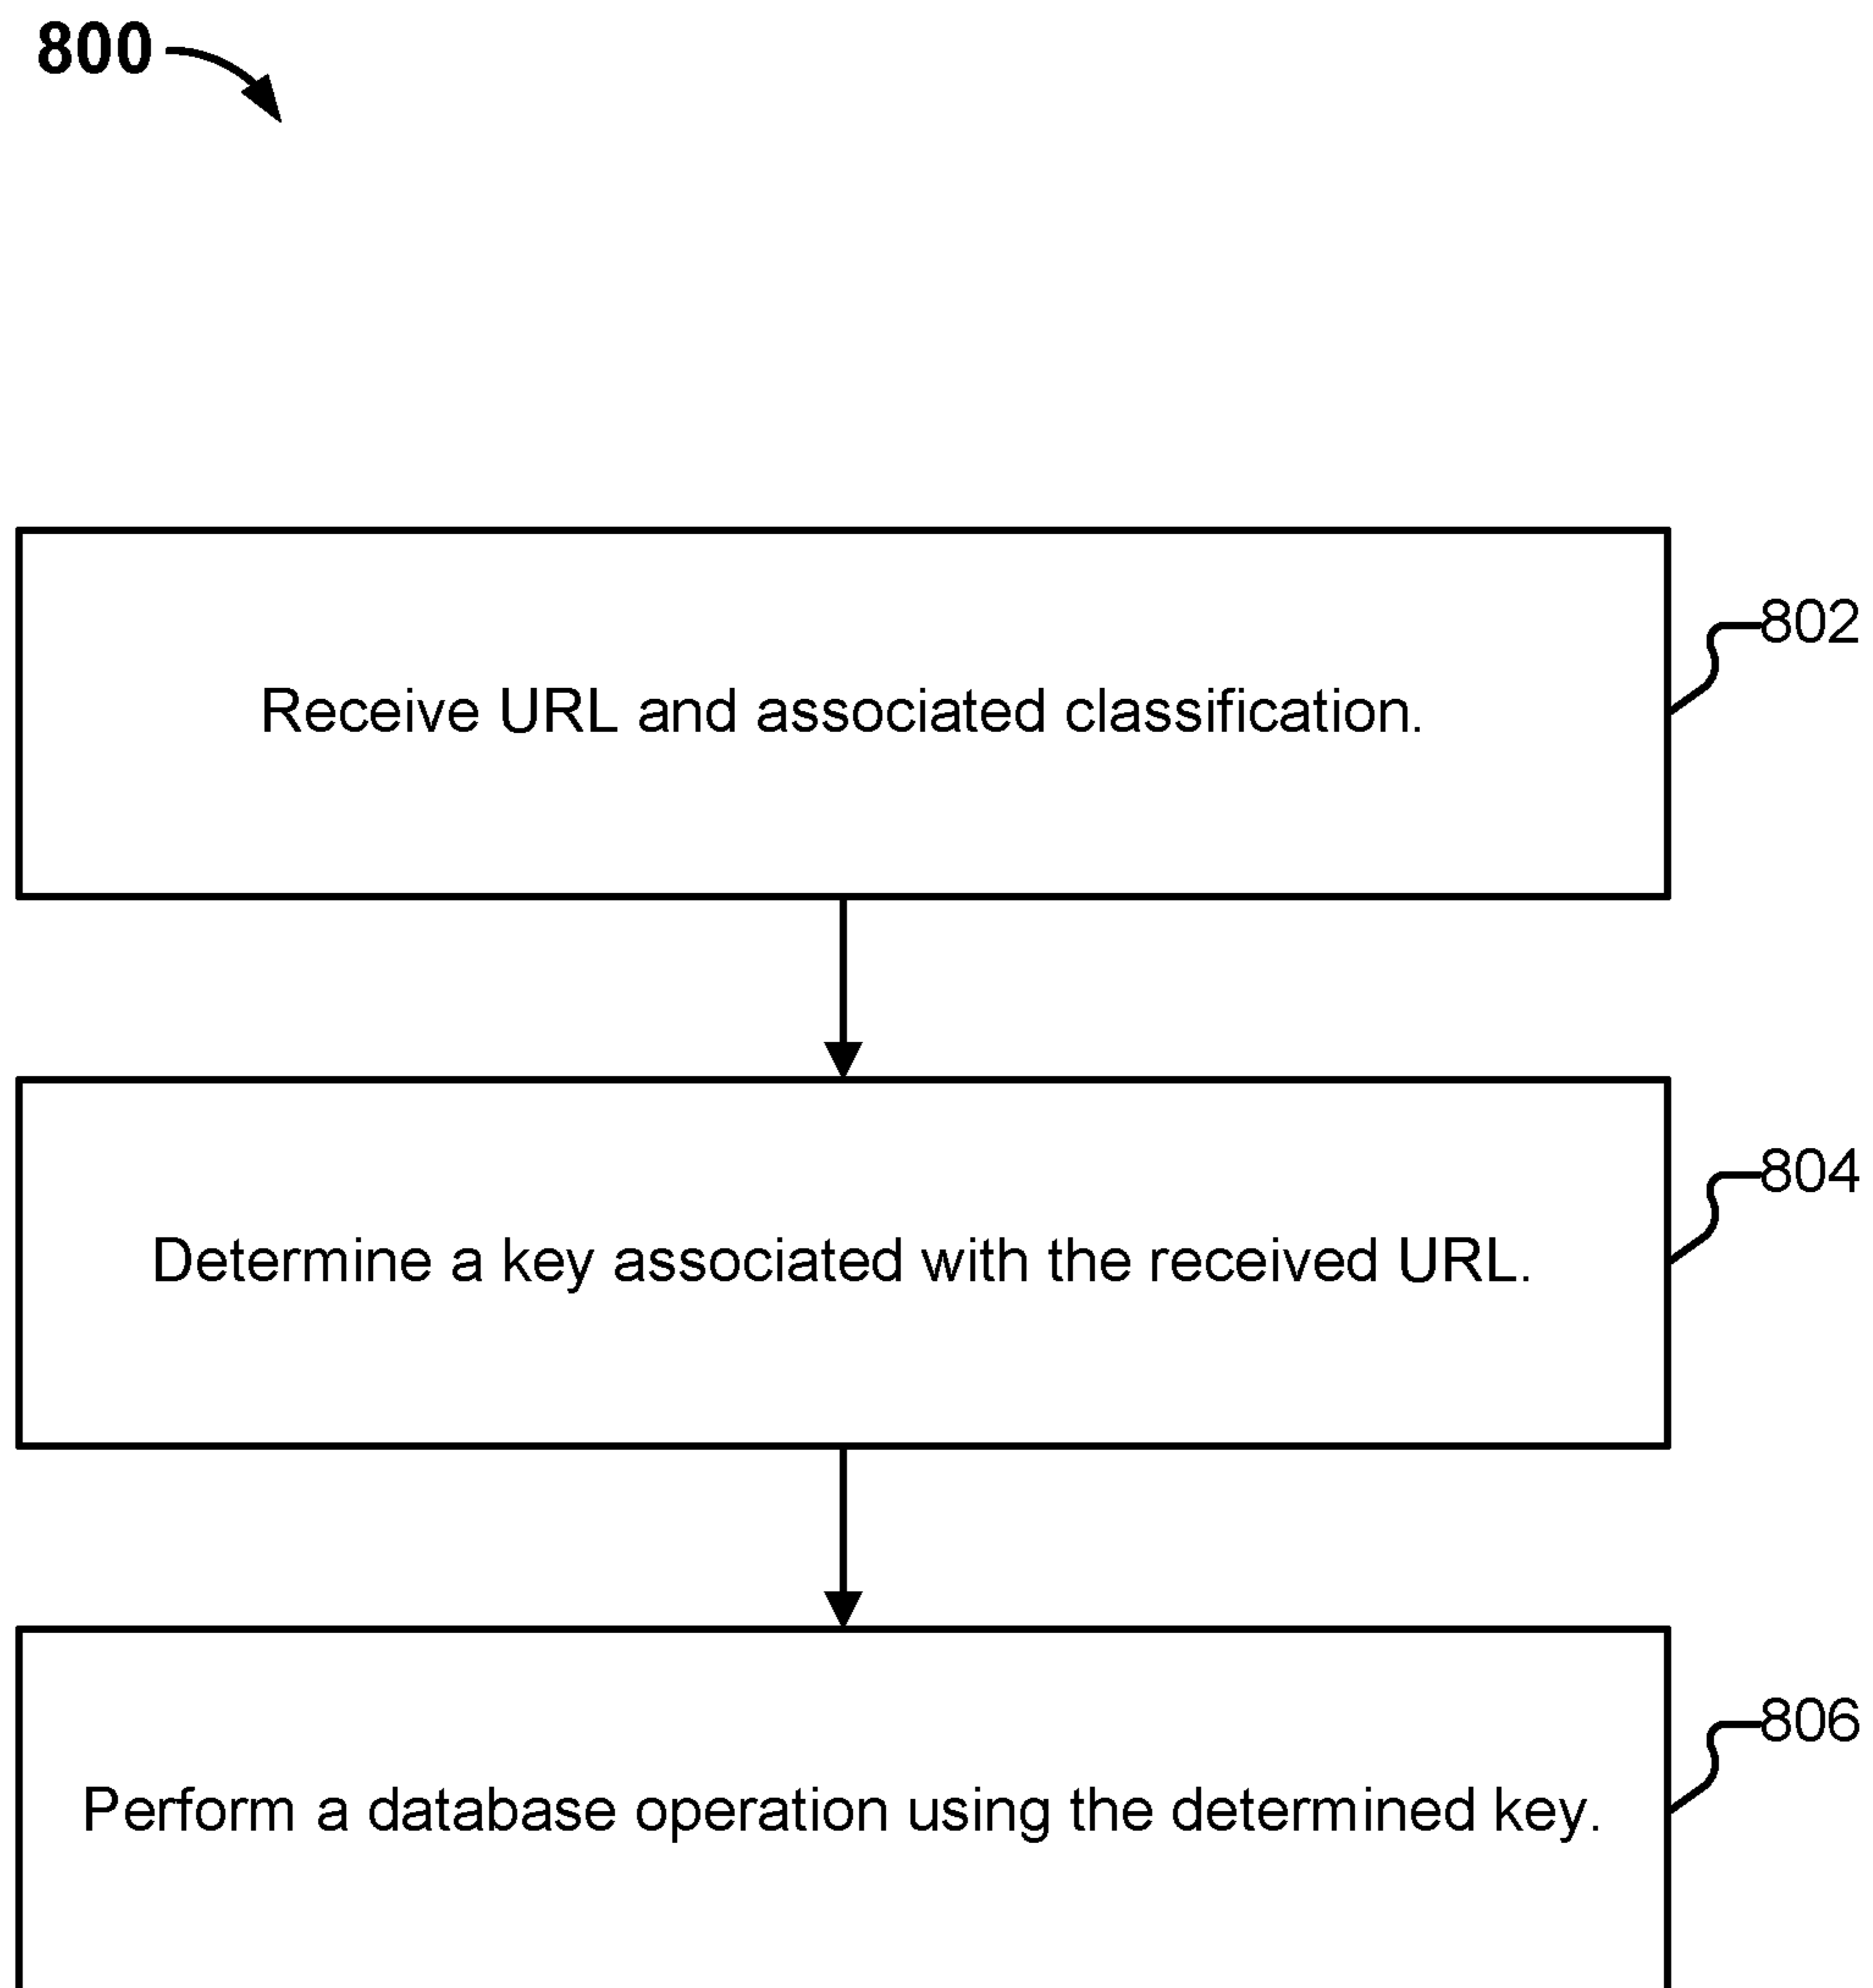 800
802
Receive URL and associated classification.
804
Determine a key associated with the received URL.
806
Perform a database operation using the determined key.